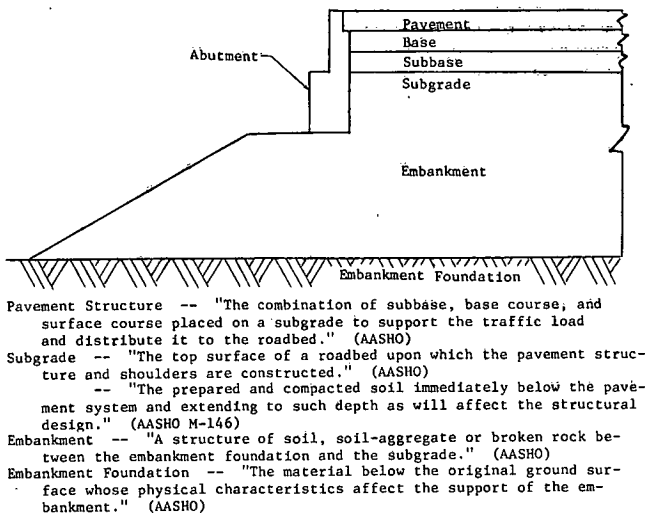 Pavement
Base
Abutment
Subbase
Subgrade
Embankment
Embankment Foundation
Pavement Structure -- "The combination of subbase, base course, and
surface course placed on a subgrade to support the traffic load
and distribute it to the roadbed." (AASHO)
Subgrade -- "The top surface of a roadbed upon which the pavement struc-
ture and shoulders are constructed." (AASHO)
-- "The prepared and compacted soil immediately below the pave-
ment system and extending to such depth as will affect the structural
design." (AASHO M-146)
Embankment -- "A structure of soil, soil-aggregate or broken rock be-
tween the embankment foundation and the subgrade." (AASHO)
Embankment Foundation -- "The material below the original ground sur-
face whose physical characteristics affect the support of the em-
bankment." (AASHO)